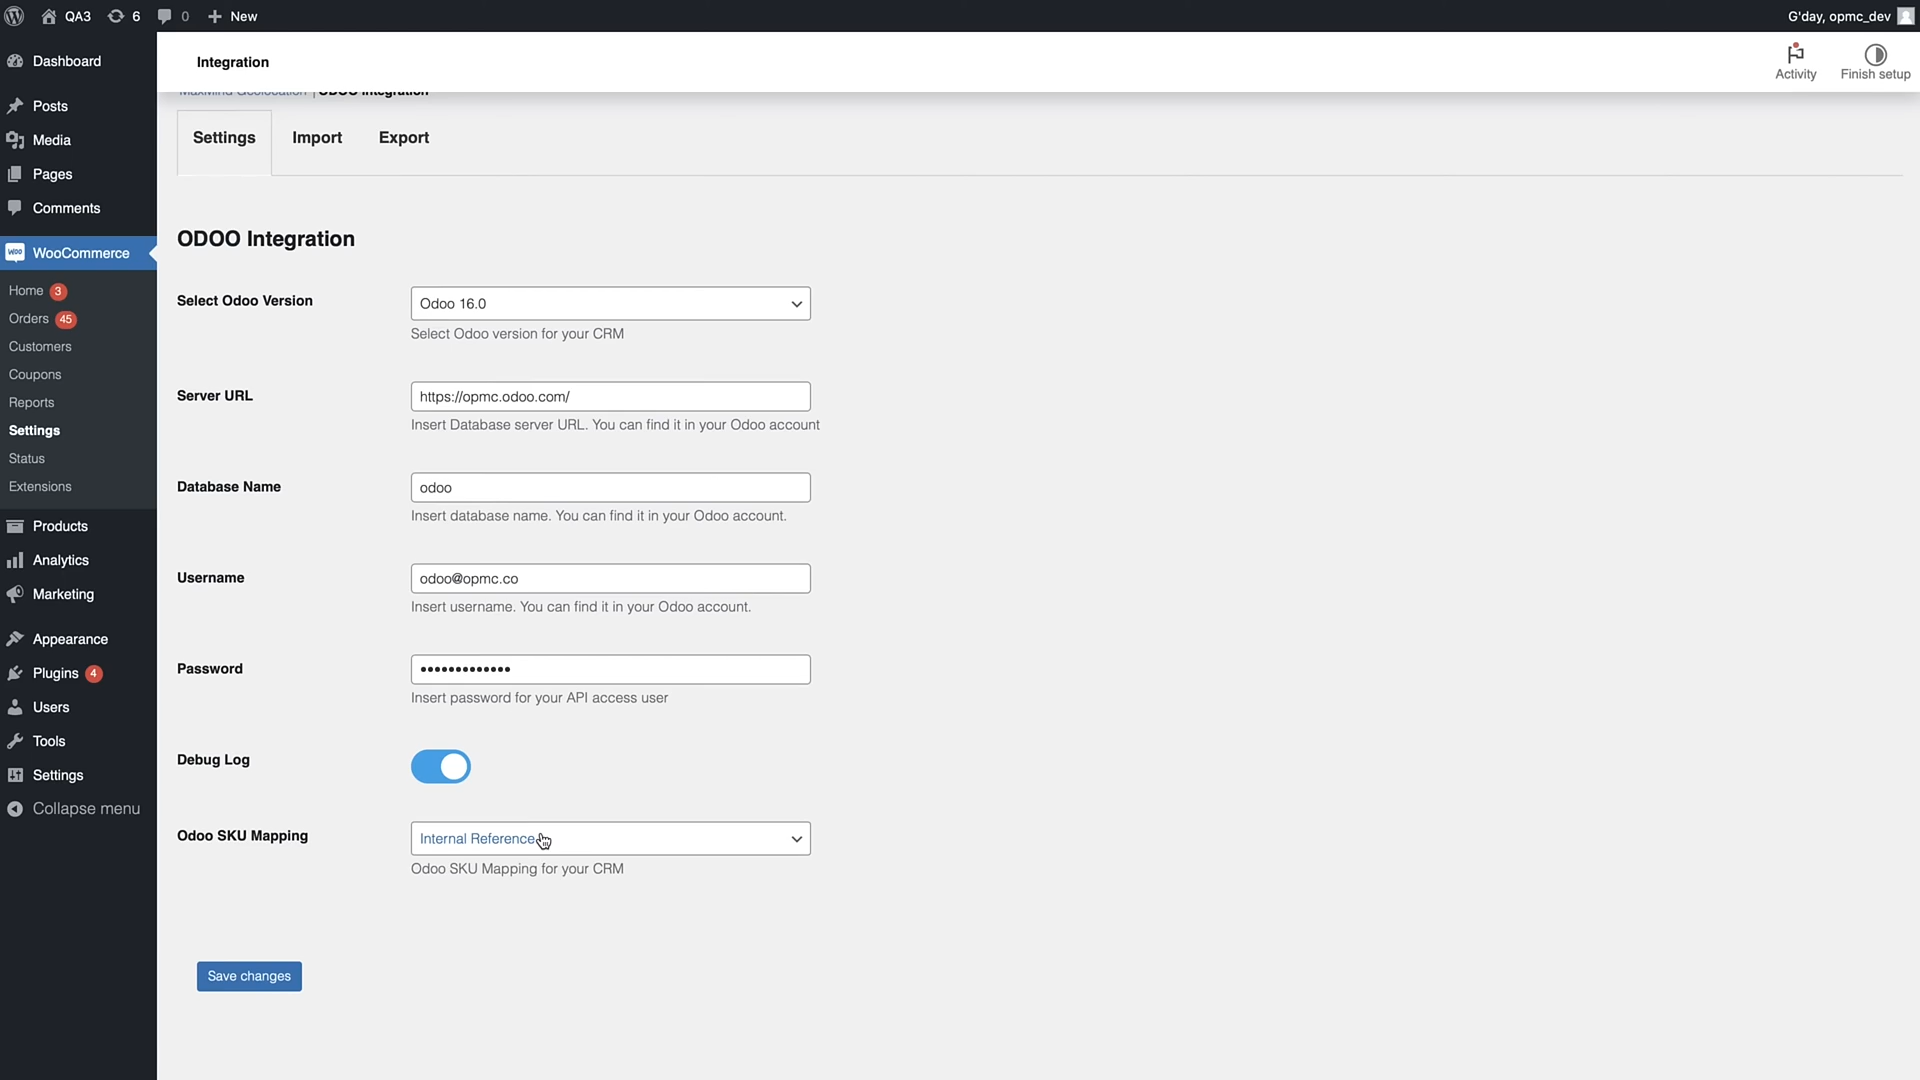 QA3
6
0
New
G'day, opmc_dev
Integration
Activity
Finish setup
MaxMind Geolocation | ODOO Integration
Dashboard
Posts
Media
Pages
Comments
WooCommerce
Home 3
Orders 45
Customers
Coupons
Reports
Settings
Status
Extensions
Products
Analytics
Marketing
Appearance
Plugins 4
Users
Tools
Settings
Collapse menu
Settings
Import
Export
ODOO Integration
Select Odoo Version
Odoo 16.0
Select Odoo version for your CRM
Server URL
https://opmc.odoo.com/
Insert Database server URL. You can find it in your Odoo account
Database Name
odoo
Insert database name. You can find it in your Odoo account.
Username
odoo@opmc.co
Insert username. You can find it in your Odoo account.
Password
•••••••••••••
Insert password for your API access user
Debug Log
Odoo SKU Mapping
Internal Reference
Odoo SKU Mapping for your CRM
Save changes